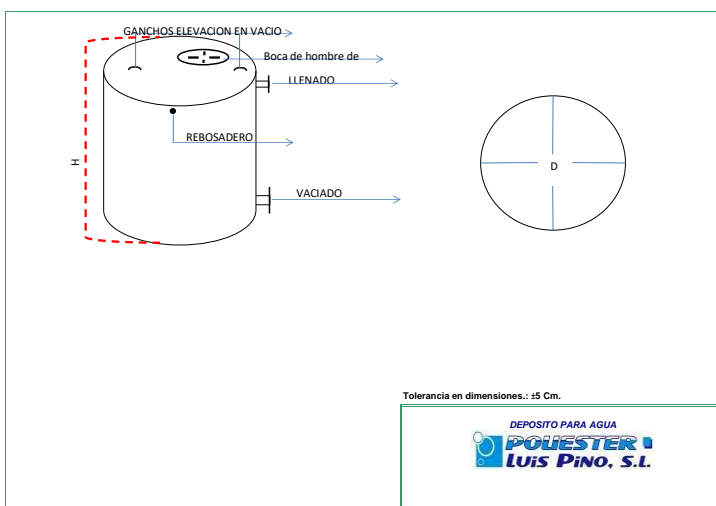 GANCHOS ELEVACION EN VACIO
Boca de hombre de
LLENADO
REBOSADERO
H
D
VACIADO
Tolerancia en dimensiones.: ±5 Cm.
DEPOSITO PARA AGUA
POLIESTER
LUIS PINO, S.L.